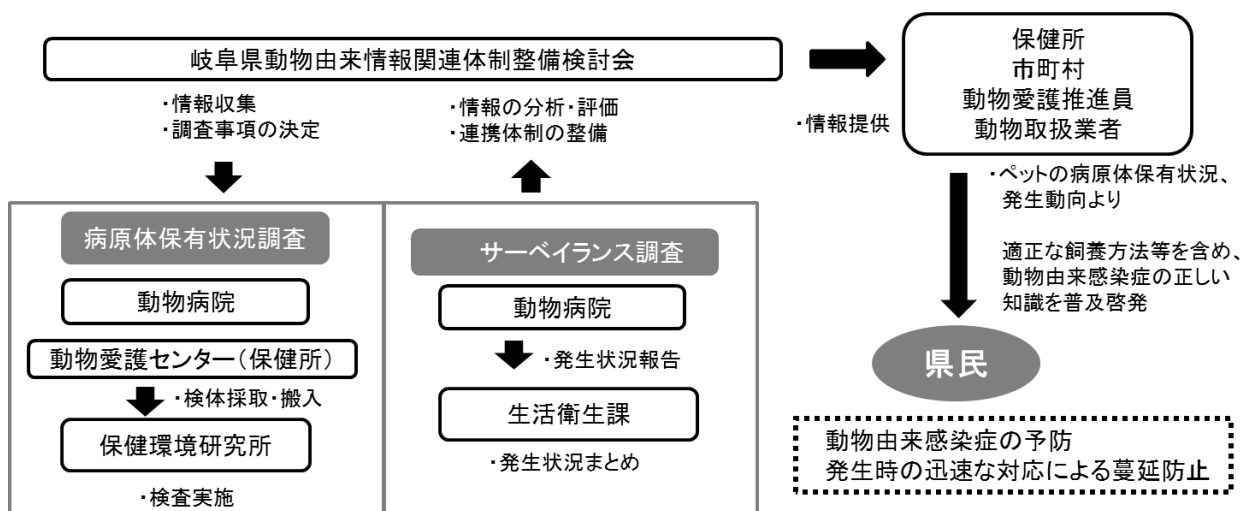 岐阜県動物由来情報関連体制整備検討会
・情報収集
・調査事項の決定
・情報の分析・評価
・連携体制の整備
・情報提供
保健所
市町村
動物愛護推進員
動物取扱業者
・ペットの病原体保有状況、
発生動向より
適正な飼養方法等を含め、
動物由来感染症の正しい
知識を普及啓発
県民
動物由来感染症の予防
発生時の迅速な対応による蔓延防止
病原体保有状況調査
動物病院
動物愛護センター（保健所）
・検体採取・搬入
保健環境研究所
・検査実施
サーベイランス調査
動物病院
・発生状況報告
生活衛生課
・発生状況まとめ